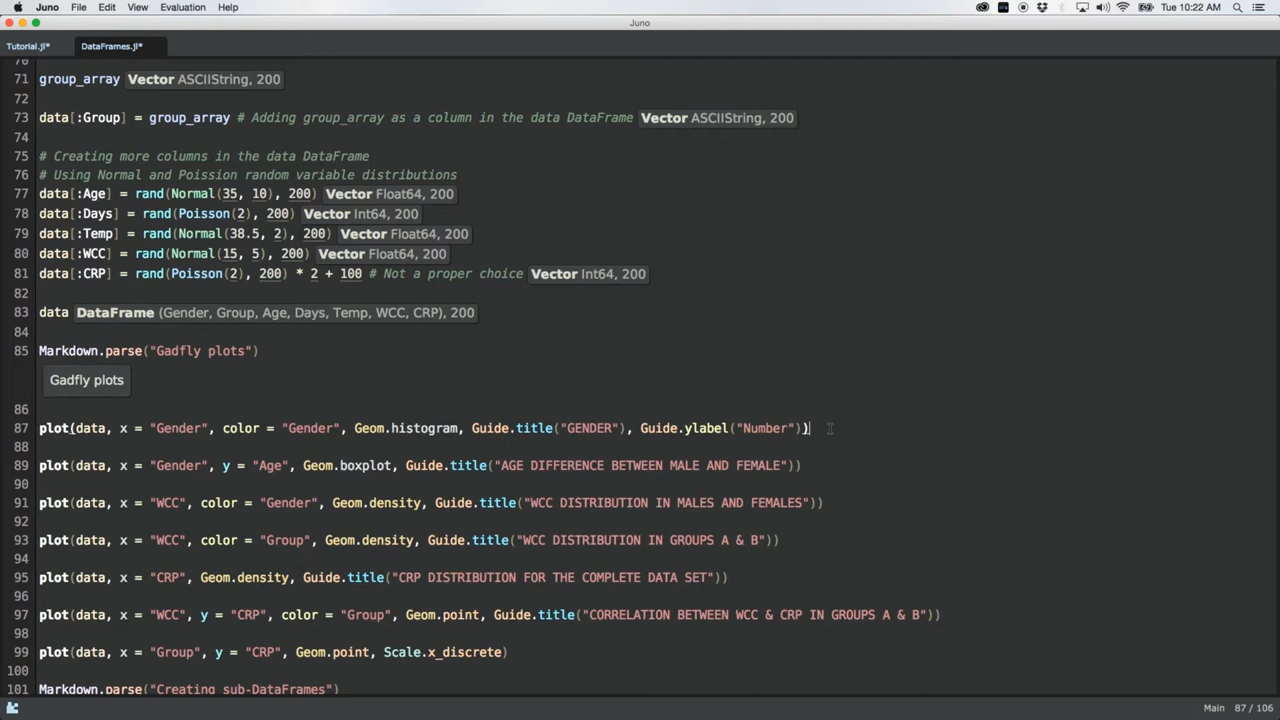 Juno File Edit View Evaluation Help Tue 10:22 AM
Juno
Tutorial.jl* DataFrames.jl*
70
71 group_array Vector ASCIIString, 200
72
73 data[:Group] = group_array # Adding group_array as a column in the data DataFrame Vector ASCIIString, 200
74
75 # Creating more columns in the data DataFrame
76 # Using Normal and Poission random variable distributions
77 data[:Age] = rand(Normal(35, 10), 200) Vector Float64, 200
78 data[:Days] = rand(Poisson(2), 200) Vector Int64, 200
79 data[:Temp] = rand(Normal(38.5, 2), 200) Vector Float64, 200
80 data[:WCC] = rand(Normal(15, 5), 200) Vector Float64, 200
81 data[:CRP] = rand(Poisson(2), 200) * 2 + 100 # Not a proper choice Vector Int64, 200
82
83 data DataFrame (Gender, Group, Age, Days, Temp, WCC, CRP), 200
84
85 Markdown.parse("Gadfly plots")
Gadfly plots
86
87 plot(data, x = "Gender", color = "Gender", Geom.histogram, Guide.title("GENDER"), Guide.ylabel("Number"))
88
89 plot(data, x = "Gender", y = "Age", Geom.boxplot, Guide.title("AGE DIFFERENCE BETWEEN MALE AND FEMALE"))
90
91 plot(data, x = "WCC", color = "Gender", Geom.density, Guide.title("WCC DISTRIBUTION IN MALES AND FEMALES"))
92
93 plot(data, x = "WCC", color = "Group", Geom.density, Guide.title("WCC DISTRIBUTION IN GROUPS A & B"))
94
95 plot(data, x = "CRP", Geom.density, Guide.title("CRP DISTRIBUTION FOR THE COMPLETE DATA SET"))
96
97 plot(data, x = "WCC", y = "CRP", color = "Group", Geom.point, Guide.title("CORRELATION BETWEEN WCC & CRP IN GROUPS A & B"))
98
99 plot(data, x = "Group", y = "CRP", Geom.point, Scale.x_discrete)
100
101 Markdown.parse("Creating sub-DataFrames")
Main 87 / 106